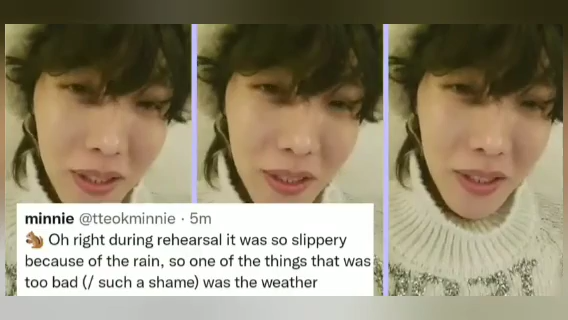 minnie @tteokminnie · 5m
🐿️ Oh right during rehearsal it was so slippery
because of the rain, so one of the things that was
too bad (/ such a shame) was the weather